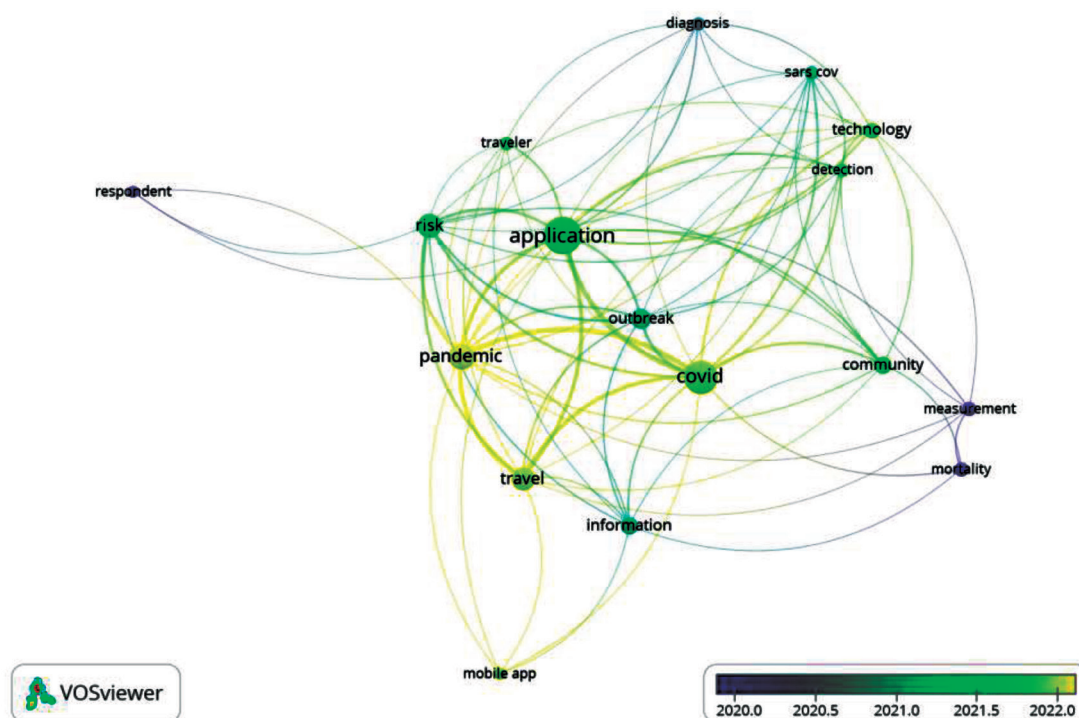 diagnosis
sars cov
technology
traveler
detection
respondent
risk
application
outbreak
pandemic
covid
community
measurement
mortality
travel
information
mobile app
VOSviewer
2020.0 2020.5 2021.0 2021.5 2022.0